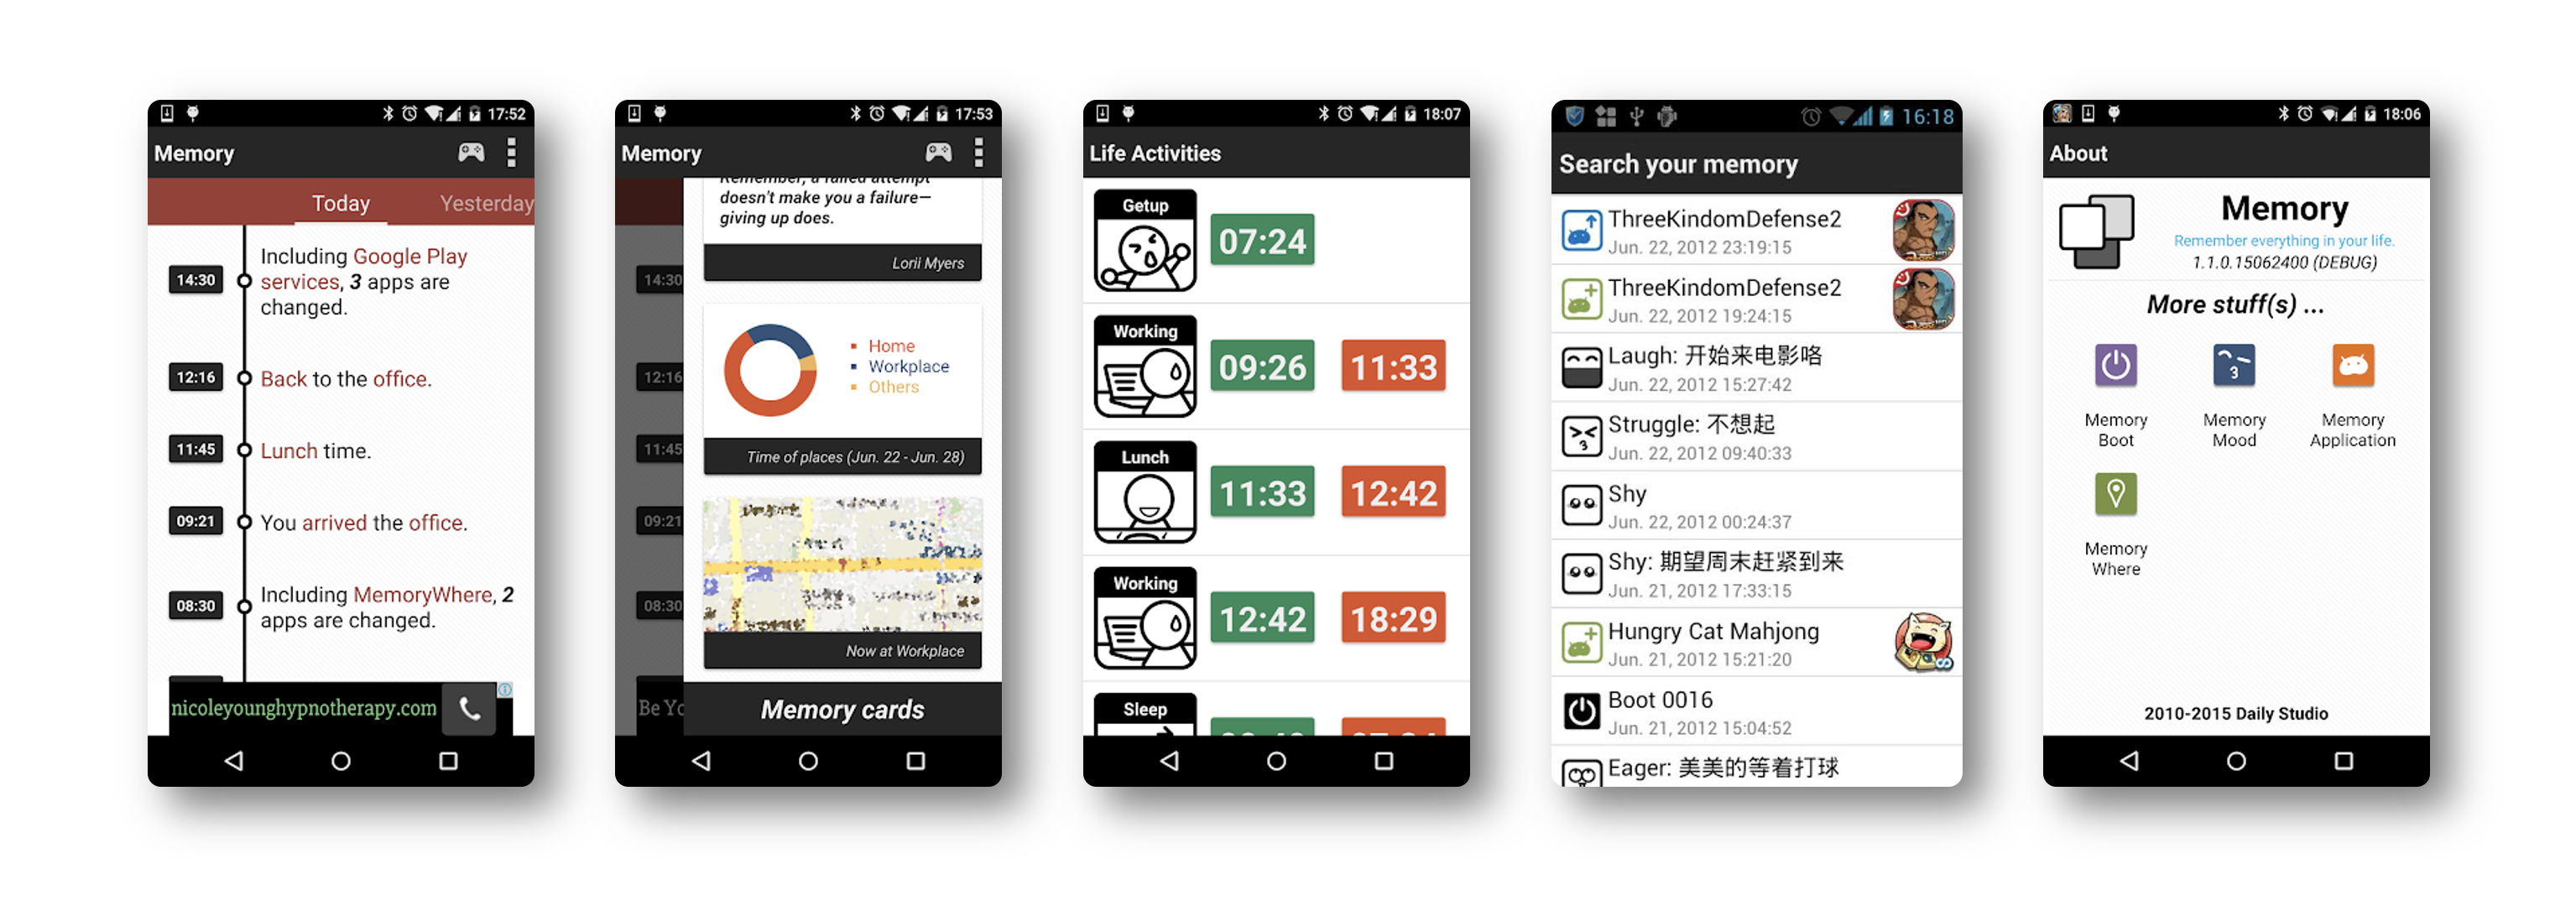 17:52
Memory
Today Yesterday
14:30 Including Google Play
services, 3 apps are
changed.
12:16 Back to the office.
11:45 Lunch time.
09:21 You arrived the office.
08:30 Including MemoryWhere, 2
apps are changed.
nicoleyounghypnotherapy.com
17:53
Memory
Remember, a failed attempt
doesn't make you a failure—
giving up does.
Lorii Myers
14:30
Home
Workplace
Others
12:16
11:45
Time of places (Jun. 22 - Jun. 28)
09:21
08:30
Now at Workplace
Be Yo
Memory cards
18:07
Life Activities
Getup 07:24
Working 09:26 11:33
Lunch 11:33 12:42
Working 12:42 18:29
Sleep
16:18
Search your memory
ThreeKindomDefense2
Jun. 22, 2012 23:19:15
ThreeKindomDefense2
Jun. 22, 2012 19:24:15
Laugh: 开始来电影咯
Jun. 22, 2012 15:27:42
Struggle: 不想起
Jun. 22, 2012 09:40:33
Shy
Jun. 22, 2012 00:24:37
Shy: 期望周末赶紧到来
Jun. 21, 2012 17:33:15
Hungry Cat Mahjong
Jun. 21, 2012 15:21:20
Boot 0016
Jun. 21, 2012 15:04:52
Eager: 美美的等着打球
18:06
About
Memory
Remember everything in your life.
1.1.0.15062400 (DEBUG)
More stuff(s) ...
Memory
Boot
Memory
Mood
Memory
Application
Memory
Where
2010-2015 Daily Studio